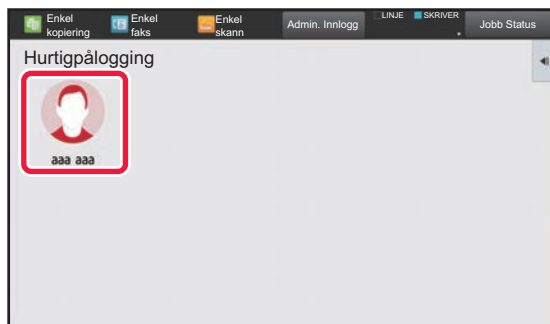 Enkel kopiering
Enkel faks
Enkel skann
Admin. Innlogg
LINJE
SKRIVER
Jobb Status
Hurtigpålogging
aaa aaa